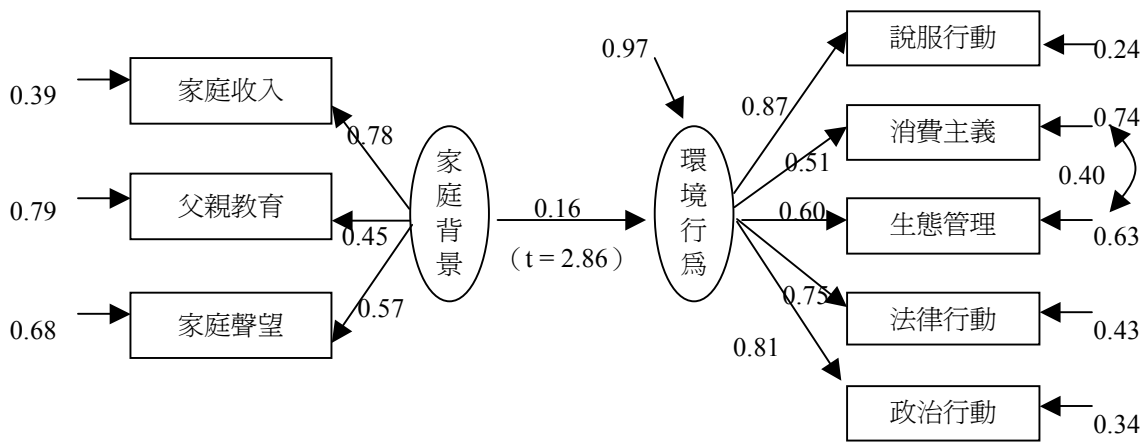 說服行動
0.24
0.97
家庭收入
0.39
0.87
0.78
消費主義
0.74
家庭背景
環境行為
0.51
0.40
父親教育
0.79
0.45
0.16
0.60
生態管理
0.63
（t = 2.86）
0.57
家庭聲望
0.68
0.75
法律行動
0.43
0.81
政治行動
0.34